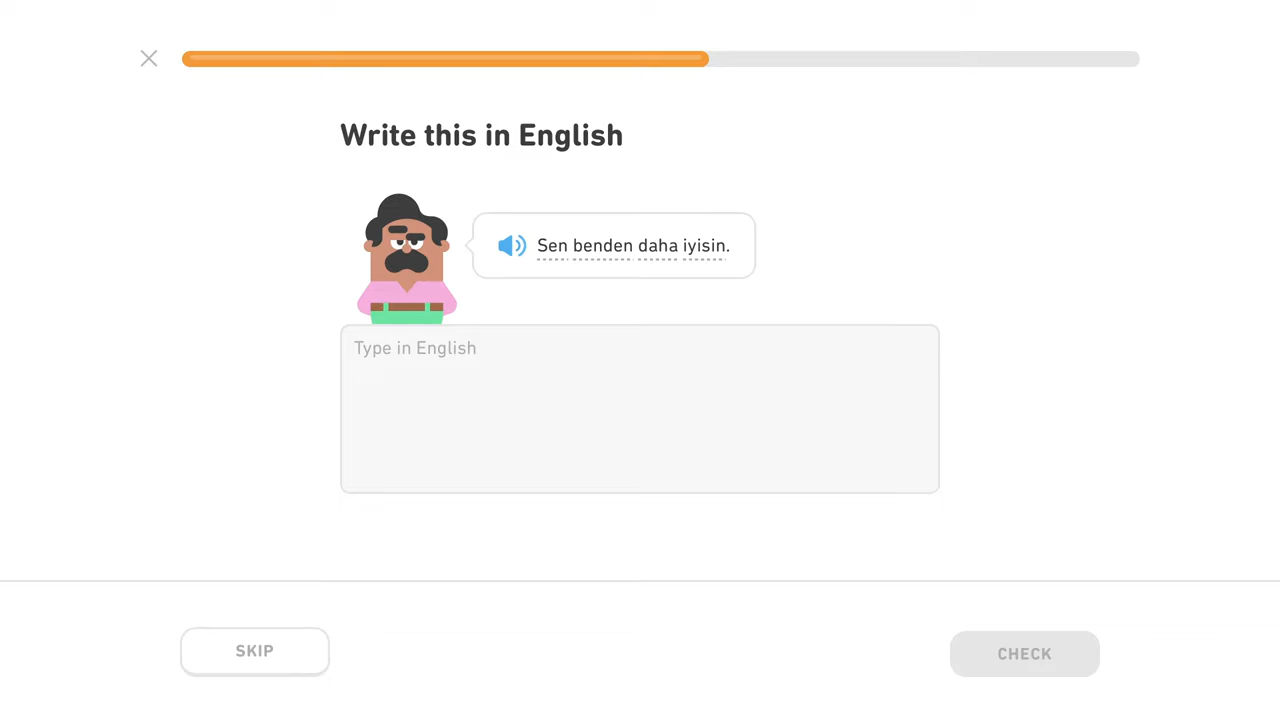 Write this in English
Sen benden daha iyisin.
Type in English
SKIP
CHECK